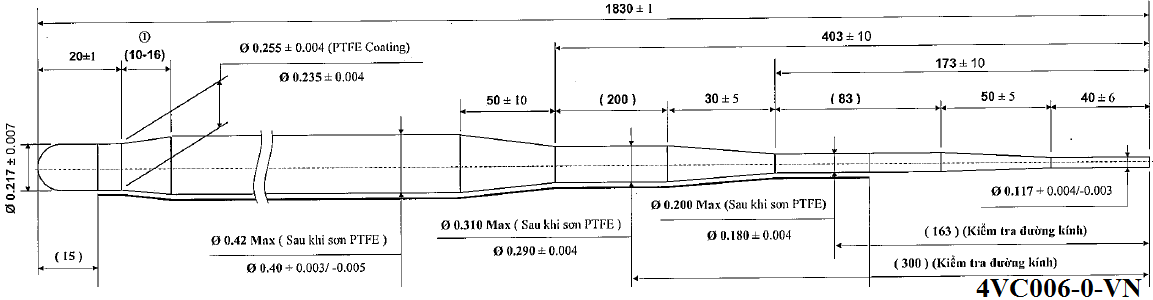 1830 ± 1
403 ± 10
173 ± 10
①
20±1
(10-16)
Ø 0.255 ± 0.004 (PTFE Coating)
Ø 0.235 ± 0.004
50 ± 10
( 200 )
30 ± 5
( 83 )
50 ± 5
40 ± 6
Ø 0.217 ± 0.007
Ø 0.117 + 0.004/-0.003
Ø 0.200 Max (Sau khi sơn PTFE)
Ø 0.180 ± 0.004
Ø 0.310 Max ( Sau khi sơn PTFE )
Ø 0.290 ± 0.004
Ø 0.42 Max ( Sau khi sơn PTFE )
Ø 0.40 + 0.003/ -0.005
( 15 )
( 163 ) (Kiểm tra đường kính)
( 300 ) (Kiểm tra đường kính)
4VC006-0-VN